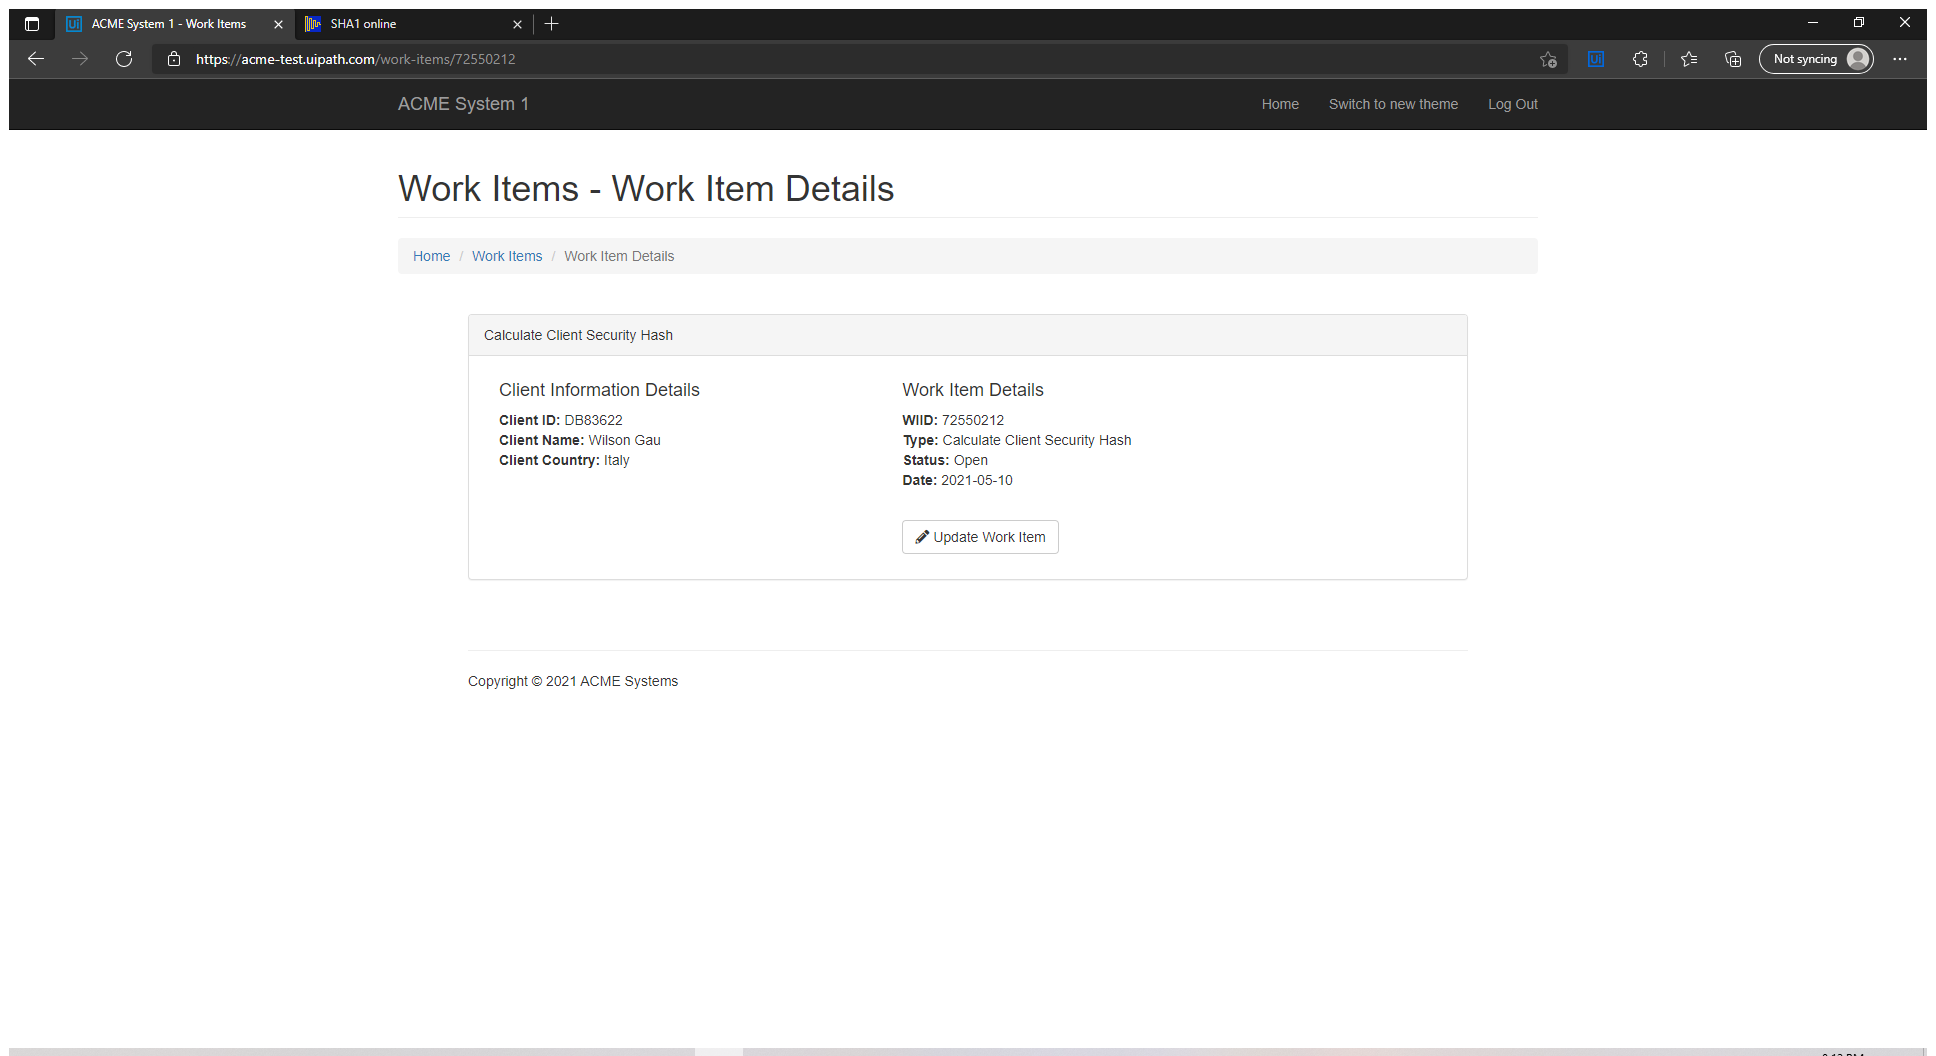 ACME System 1 - Work Items
SHA1 online
https://acme-test.uipath.com/work-items/72550212
Not syncing
ACME System 1
Home
Switch to new theme
Log Out
Work Items - Work Item Details
Home / Work Items / Work Item Details
Calculate Client Security Hash
Client Information Details
Client ID: DB83622
Client Name: Wilson Gau
Client Country: Italy
Work Item Details
WIID: 72550212
Type: Calculate Client Security Hash
Status: Open
Date: 2021-05-10
Update Work Item
Copyright © 2021 ACME Systems